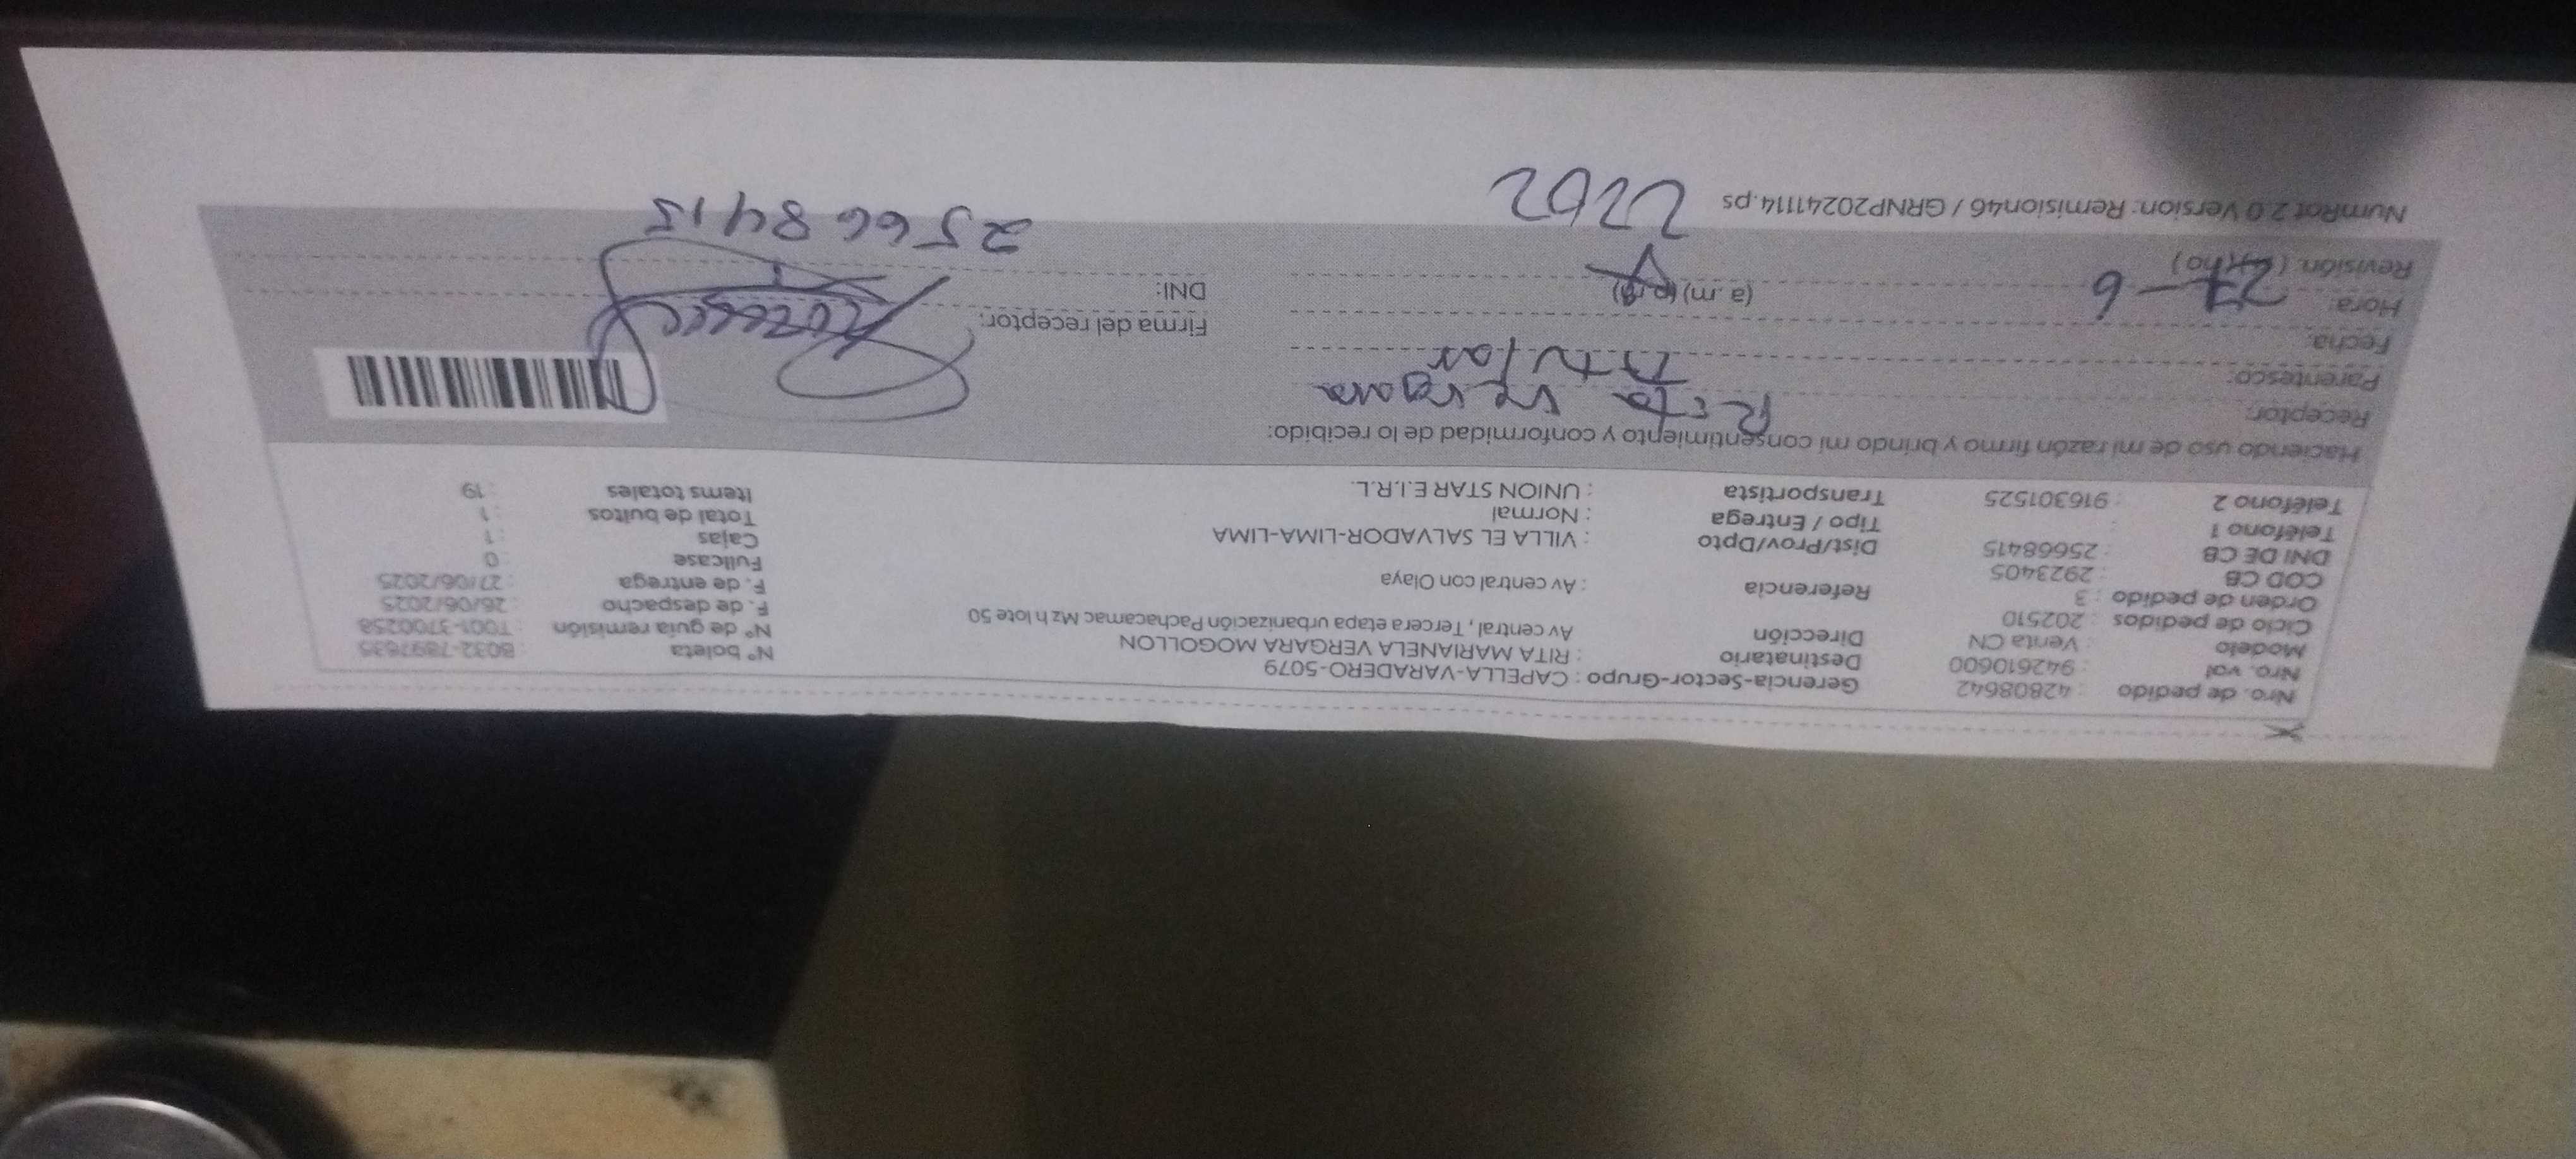 Nro. de pedido : 42808642
Nro. val : 942610600
Modelo : Venta CN
Ciclo de pedidos : 202510
Orden de pedido : 3
COD CB : 2923405
DNI DE CB : 25668415
Teléfono 1 :
Teléfono 2 : 916301525
Gerencia-Sector-Grupo : CAPELLA-VARADERO-5079
Destinatario : RITA MARIANELA VERGARA MOGOLLON
Dirección Av central, Tercera etapa urbanización Pachacamac Mz h lote 50
Referencia : Av central con Olaya
Dist/Prov/Dpto : VILLA EL SALVADOR-LIMA-LIMA
Tipo / Entrega : Normal
Transportista : UNION STAR E.I.R.L.
N° boleta : B032-7897635
N° de guía remisión : T001-3700258
F. de despacho : 26/06/2025
F. de entrega : 27/06/2025
Fullcase : 0
Cajas : 1
Total de bultos : 1
Items totales : 19
Haciendo uso de mi razón firmo y brindo mi consentimiento y conformidad de lo recibido:
Receptor: Rita Vergara
Parentesco: Titular
Fecha:
Hora: 27-6 (a.m) (p.m)
Revisión: (sí) (no)
Firma del receptor:
DNI: 25668415
NumRot 2.0 Version: Remision46 / GRNP20241114.ps